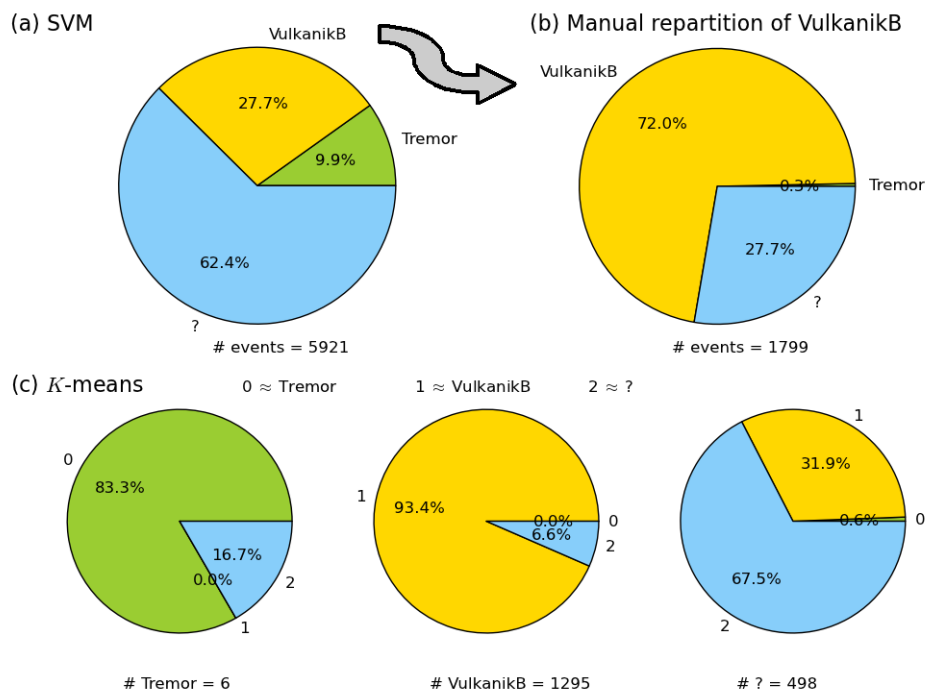 (a) SVM
(b) Manual repartition of VulkanikB
VulkanikB
27.7%
Tremor
9.9%
62.4%
?
# events = 5921
VulkanikB
72.0%
Tremor
0.3%
27.7%
?
# events = 1799
(c) K-means
0 ≈ Tremor
1 ≈ VulkanikB
2 ≈ ?
0
83.3%
16.7%
0.0%
2
1
# Tremor = 6
1
93.4%
0.0%
0
6.6%
2
# VulkanikB = 1295
1
31.9%
0.6%
0
67.5%
2
# ? = 498